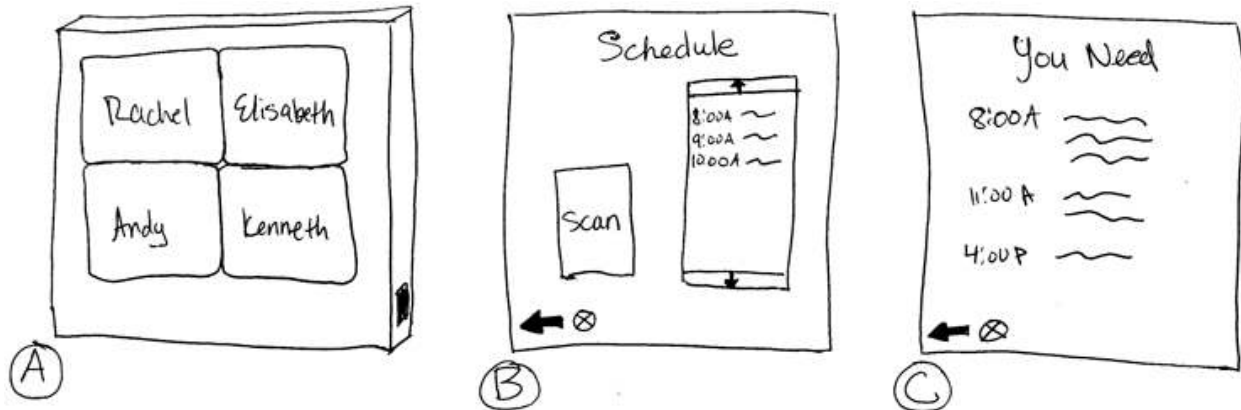 Rachel Elisabeth
Andy Kenneth
A
Schedule
8:00A
9:00A
10:00A
Scan
B
You Need
8:00A
11:00A
4:00P
C